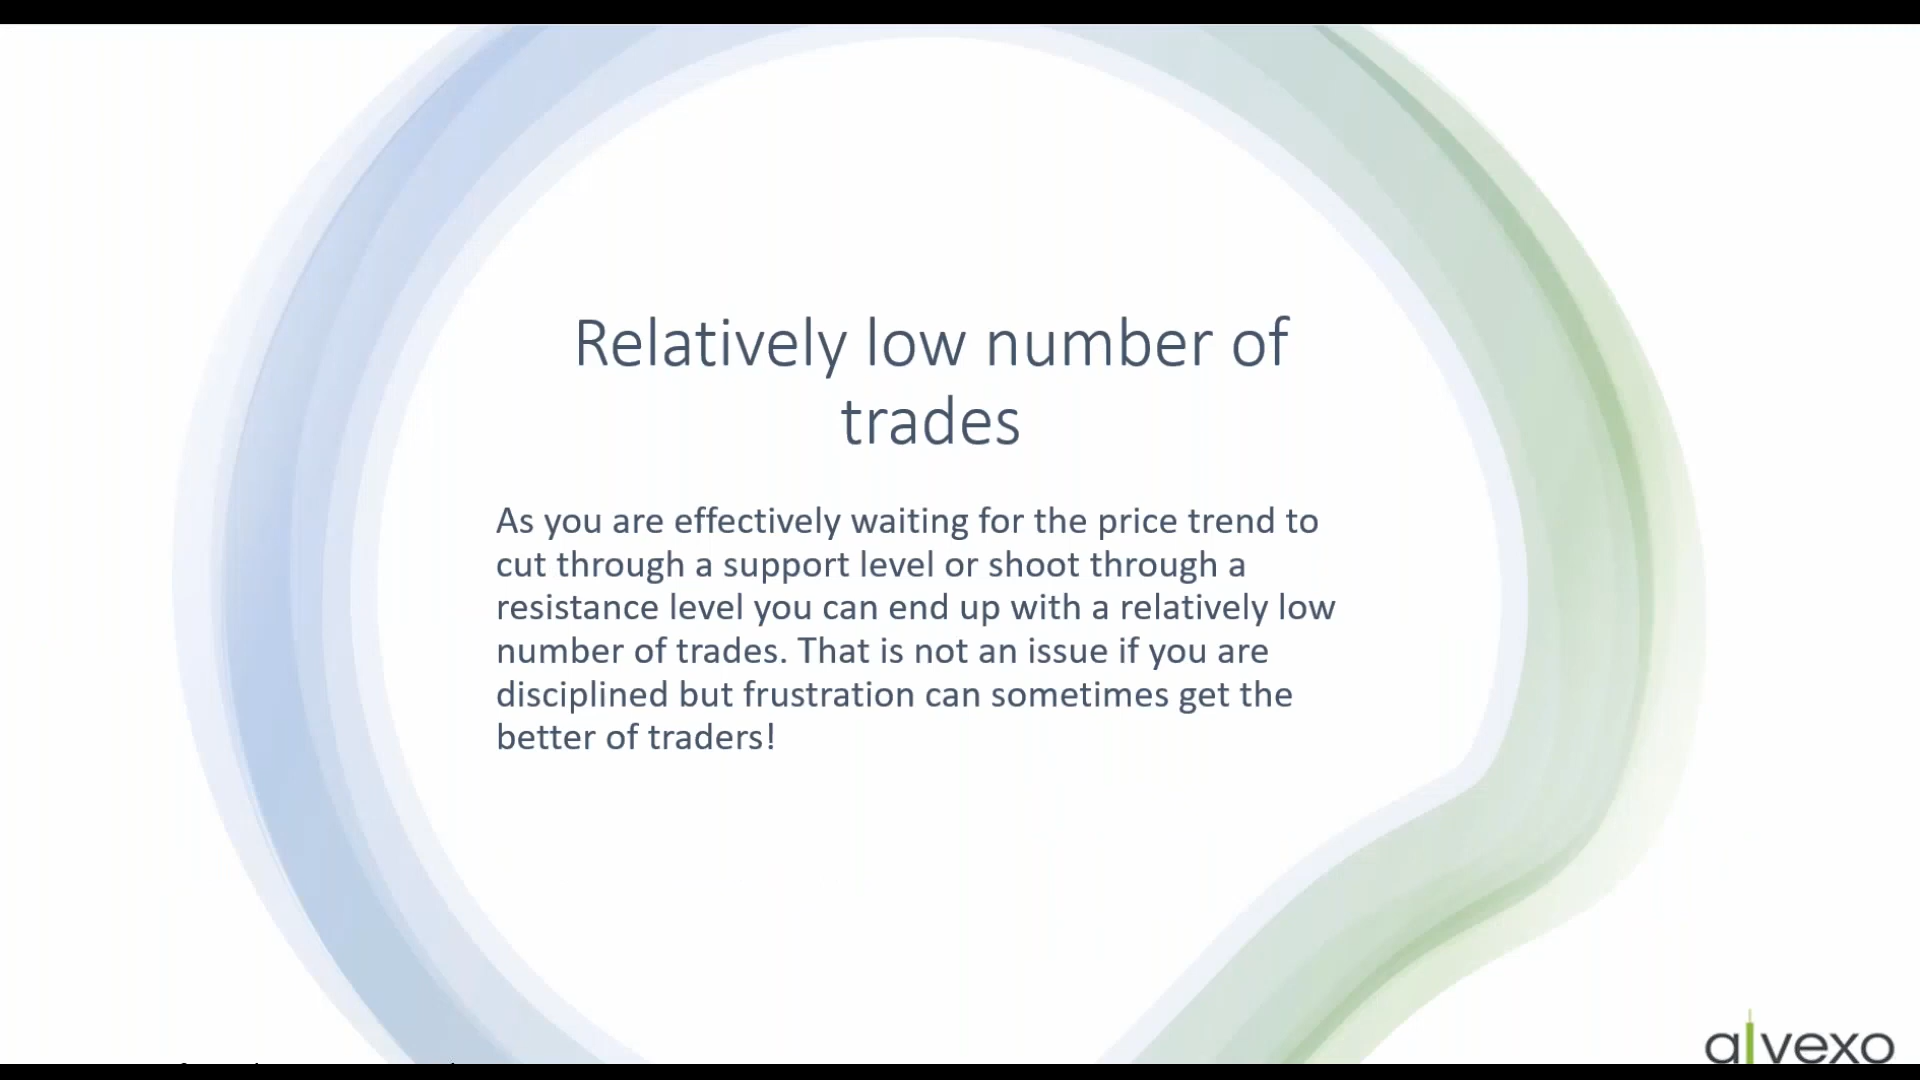 Relatively low number of
trades
As you are effectively waiting for the price trend to
cut through a support level or shoot through a
resistance level you can end up with a relatively low
number of trades. That is not an issue if you are
disciplined but frustration can sometimes get the
better of traders!
alvexo